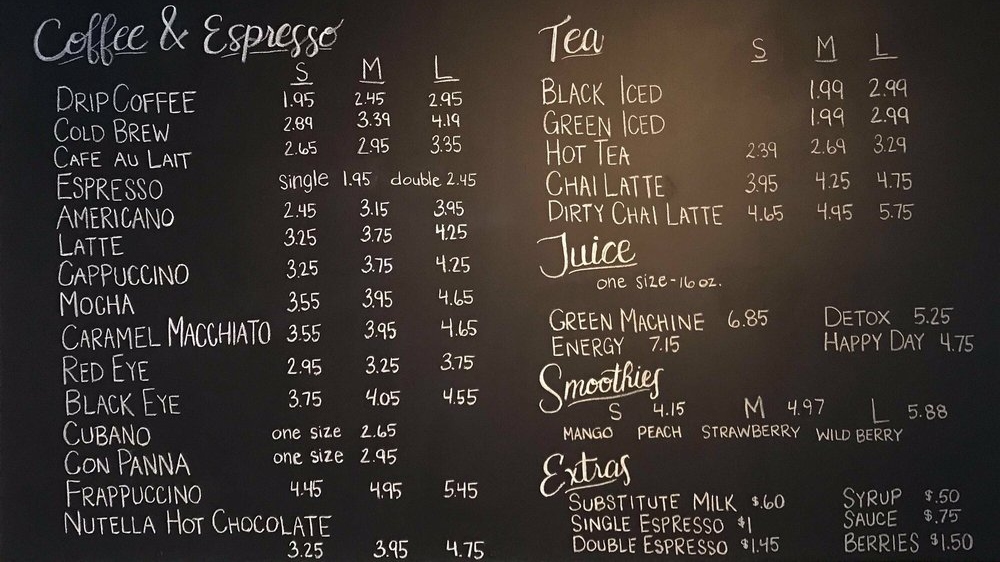 Coffee & Espresso
S M L
DRIP COFFEE 1.95 2.45 2.95
COLD BREW 2.89 3.39 4.19
CAFE AU LAIT 2.65 2.95 3.35
ESPRESSO single 1.95 double 2.45
AMERICANO 2.45 3.15 3.95
LATTE 3.25 3.75 4.25
CAPPUCCINO 3.25 3.75 4.25
MOCHA 3.55 3.95 4.65
CARAMEL MACCHIATO 3.55 3.95 4.65
RED EYE 2.95 3.25 3.75
BLACK EYE 3.75 4.05 4.55
CUBANO one size 2.65
CON PANNA one size 2.95
FRAPPUCCINO 4.45 4.95 5.45
NUTELLA HOT CHOCOLATE
3.25 3.95 4.75
Tea S M L
BLACK ICED 1.99 2.99
GREEN ICED 1.99 2.99
HOT TEA 2.39 2.69 3.29
CHAI LATTE 3.95 4.25 4.75
DIRTY CHAI LATTE 4.65 4.95 5.75
Juice
one size-16 oz.
GREEN MACHINE 6.85 DETOX 5.25
ENERGY 7.15 HAPPY DAY 4.75
Smoothies
S 4.15 M 4.97 L 5.88
MANGO PEACH STRAWBERRY WILD BERRY
Extras
SUBSTITUTE MILK $.60 SYRUP $.50
SINGLE ESPRESSO $1 SAUCE $.75
DOUBLE ESPRESSO $1.45 BERRIES $1.50